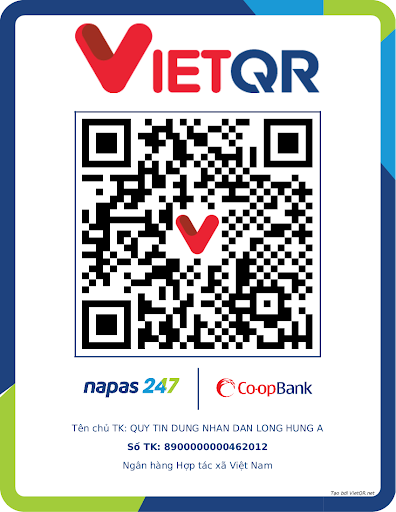 VIETQR
napas 247
Co-opBank
Tên chủ TK: QUY TIN DUNG NHAN DAN LONG HUNG A
Số TK: 8900000000462012
Ngân hàng Hợp tác xã Việt Nam
Tạo bởi VietQR.net